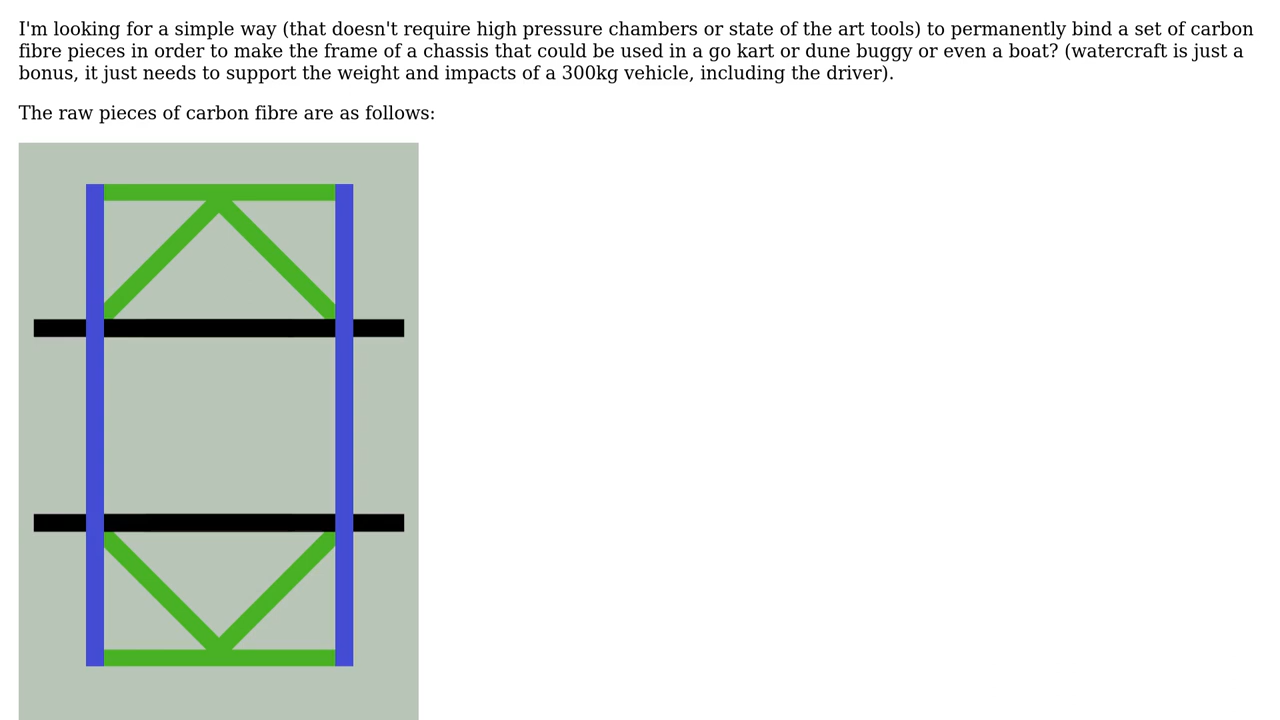 I'm looking for a simple way (that doesn't require high pressure chambers or state of the art tools) to permanently bind a set of carbon
fibre pieces in order to make the frame of a chassis that could be used in a go kart or dune buggy or even a boat? (watercraft is just a
bonus, it just needs to support the weight and impacts of a 300kg vehicle, including the driver).
The raw pieces of carbon fibre are as follows: